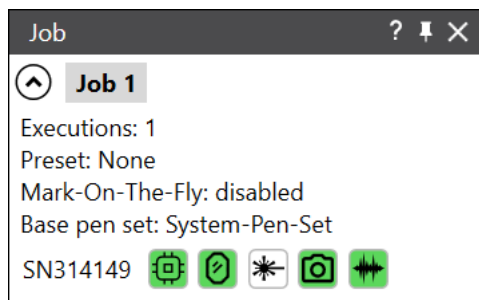 Job ?
Job 1
Executions: 1
Preset: None
Mark-On-The-Fly: disabled
Base pen set: System-Pen-Set
SN314149